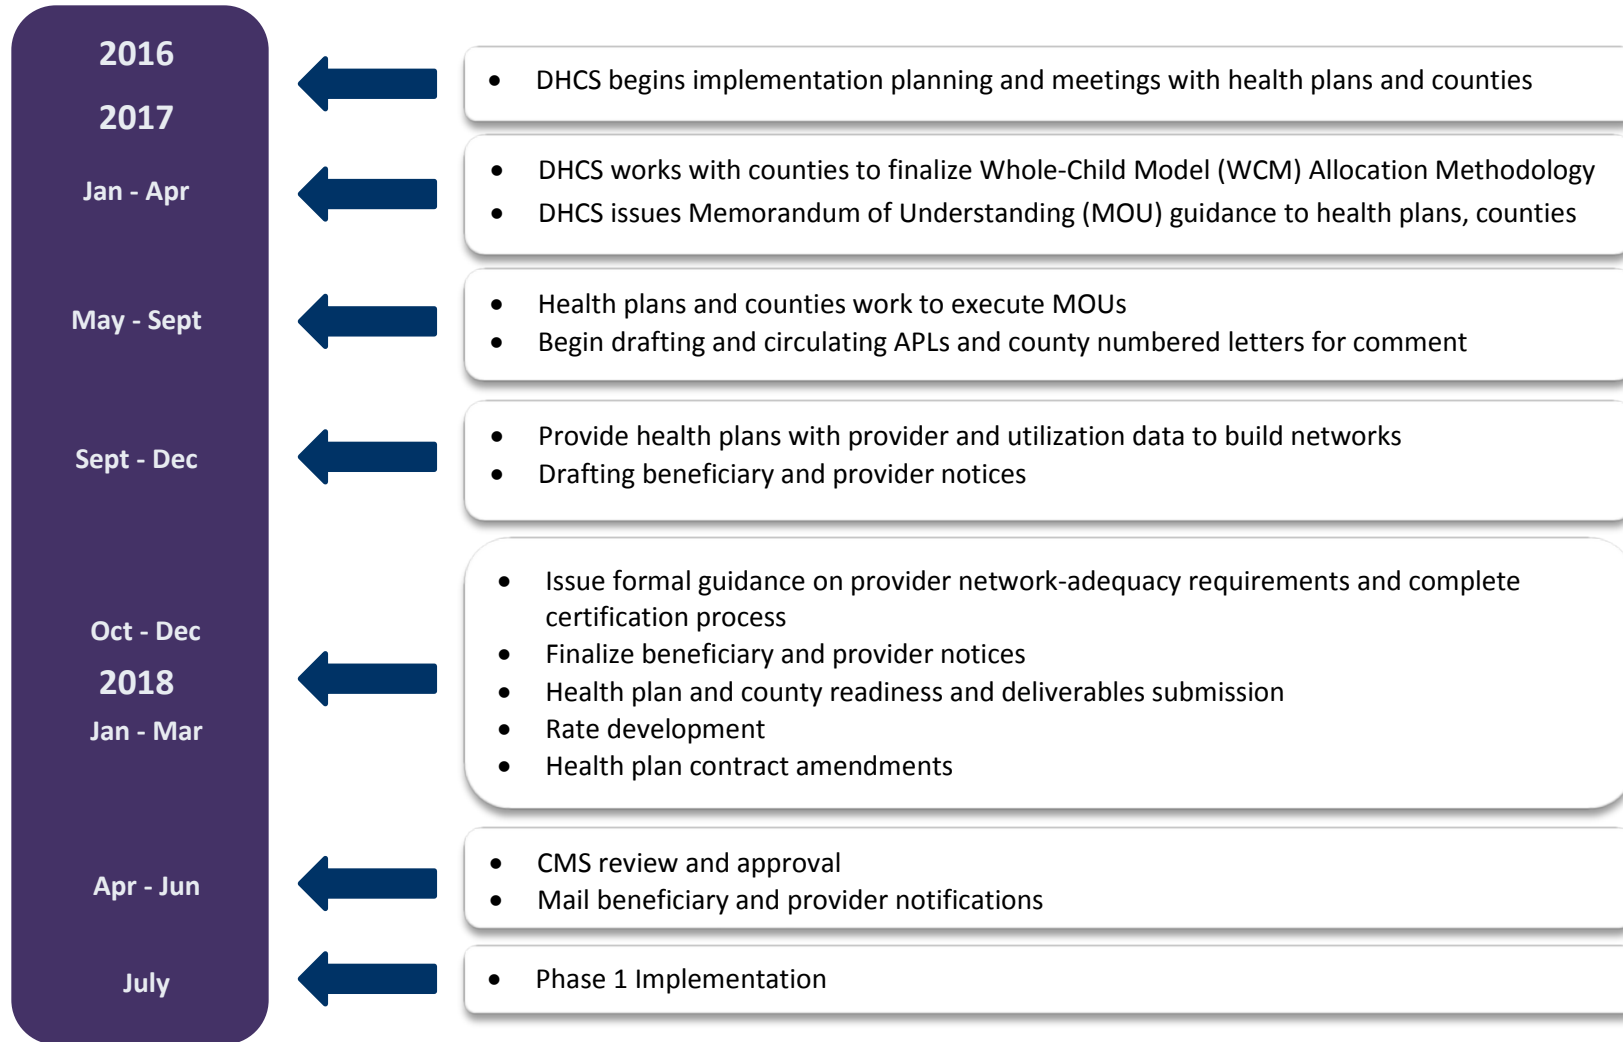 2016
• DHCS begins implementation planning and meetings with health plans and counties
2017
Jan - Apr
• DHCS works with counties to finalize Whole-Child Model (WCM) Allocation Methodology
• DHCS issues Memorandum of Understanding (MOU) guidance to health plans, counties
May - Sept
• Health plans and counties work to execute MOUs
• Begin drafting and circulating APLs and county numbered letters for comment
Sept - Dec
• Provide health plans with provider and utilization data to build networks
• Drafting beneficiary and provider notices
Oct - Dec
2018
Jan - Mar
• Issue formal guidance on provider network-adequacy requirements and complete
certification process
• Finalize beneficiary and provider notices
• Health plan and county readiness and deliverables submission
• Rate development
• Health plan contract amendments
Apr - Jun
• CMS review and approval
• Mail beneficiary and provider notifications
July
• Phase 1 Implementation